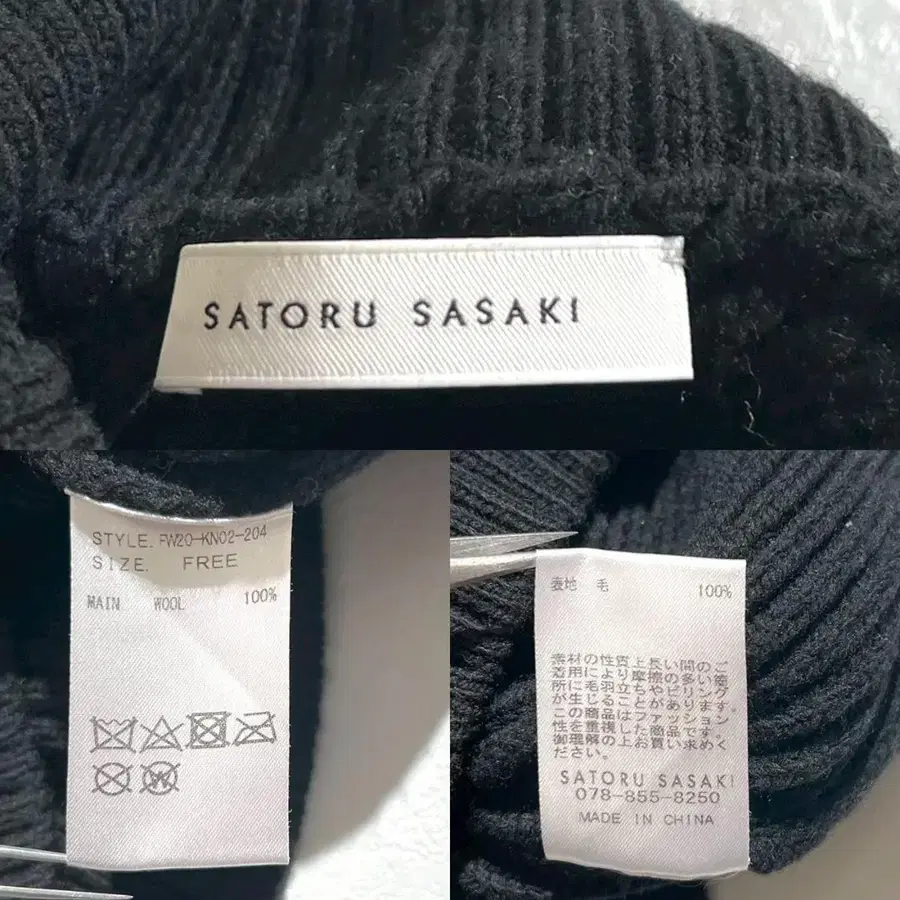 SATORU SASAKI
STYLE. FW20-KN02-204
SIZE. FREE
MAIN WOOL 100%
表地 毛 100%
素材の性質上長い間のご
着用により摩擦の多い箇
所に毛羽立ちやピリング
が生じることがあります。
この商品はファッション
性を重視した商品です。
御理解の上お買い求めく
ださい。
SATORU SASAKI
078-855-8250
MADE IN CHINA